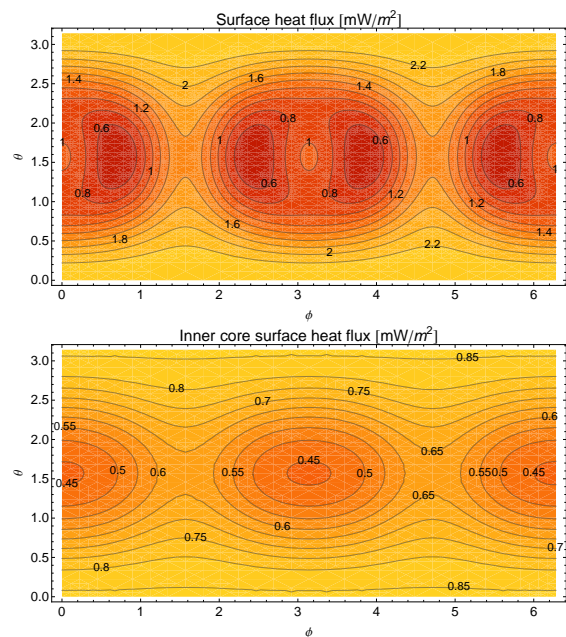 Surface heat flux [mW/m²]
3.0
2.5
2.0
1.5
1.0
0.5
0.0
θ
1.4 2 1.6 2.2 1.8
1.2 1.4
0.6 0.8 0.8
1 1 1 1 1
0.8 0.6 0.6
1 0.8 1.2 1.2
1.8 1.6 2 2.2 1.4
0 1 2 3 4 5 6
ϕ
Inner core surface heat flux [mW/m²]
3.0
2.5
2.0
1.5
1.0
0.5
0.0
θ
0.85
0.8 0.7 0.75
0.55 0.6
0.65
0.45 0.5 0.6 0.55 0.45 0.5 0.55 0.5 0.45
0.65
0.75 0.6 0.7
0.8 0.85
0 1 2 3 4 5 6
ϕ